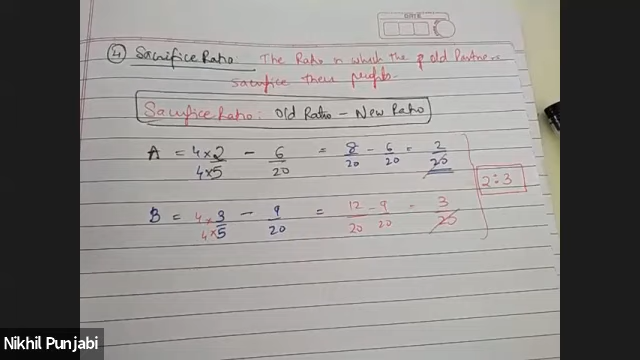 DATE
④ Sacrifice Ratio The Ratio in which the old Partners
sacrifice there profits.
Sacrifice Ratio: Old Ratio - New Ratio
A = 4×2/4×5 - 6/20 = 8/20 - 6/20 = 2/20
2:3
B = 4×3/4×5 - 9/20 = 12/20 - 9/20 = 3/20
Nikhil Punjabi